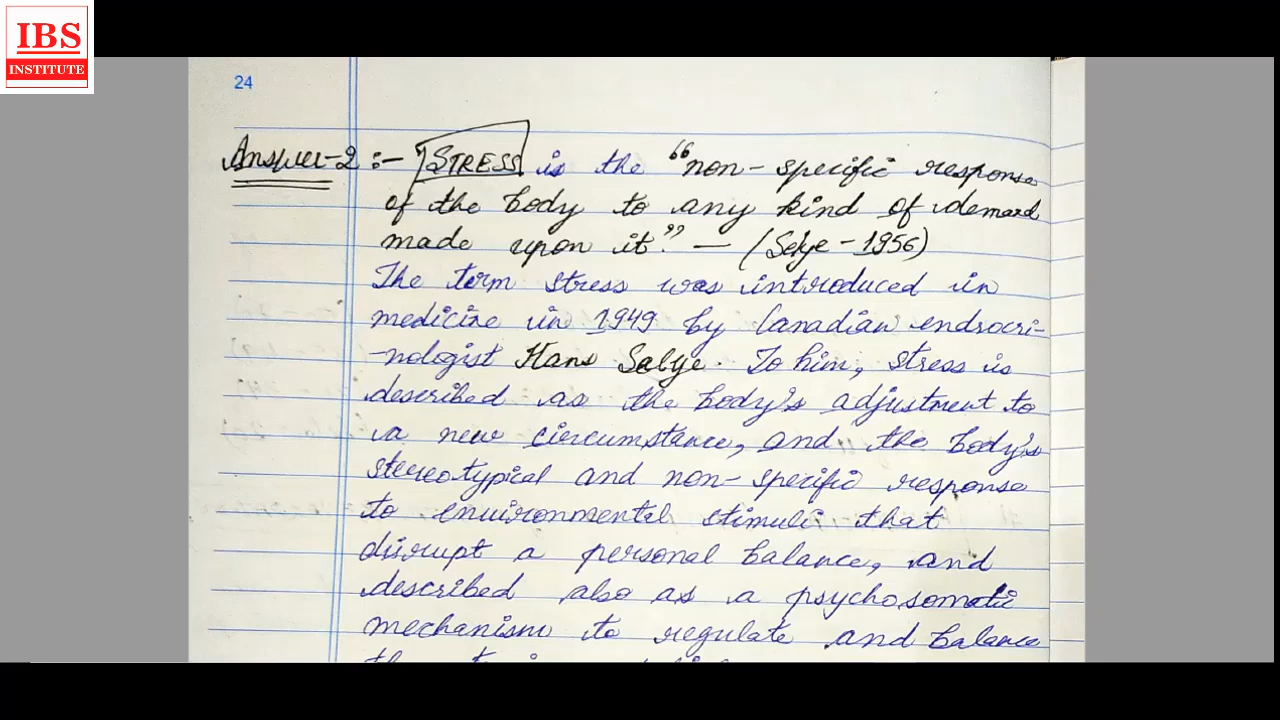 IBS
INSTITUTE
24
Answer-2 :- STRESS is the "non-specific response
of the body to any kind of demand
made upon it." — (Selye - 1956)
The term stress was introduced in
medicine in 1949 by Canadian endrocri-
-nologist Hans Salye. To him, stress is
described as the body's adjustment to
a new circumstance, and the body's
stereotypical and non-specific response
to environmental stimuli that
disrupt a personal balance, and
described also as a psychosomatic
mechanism to regulate and balance